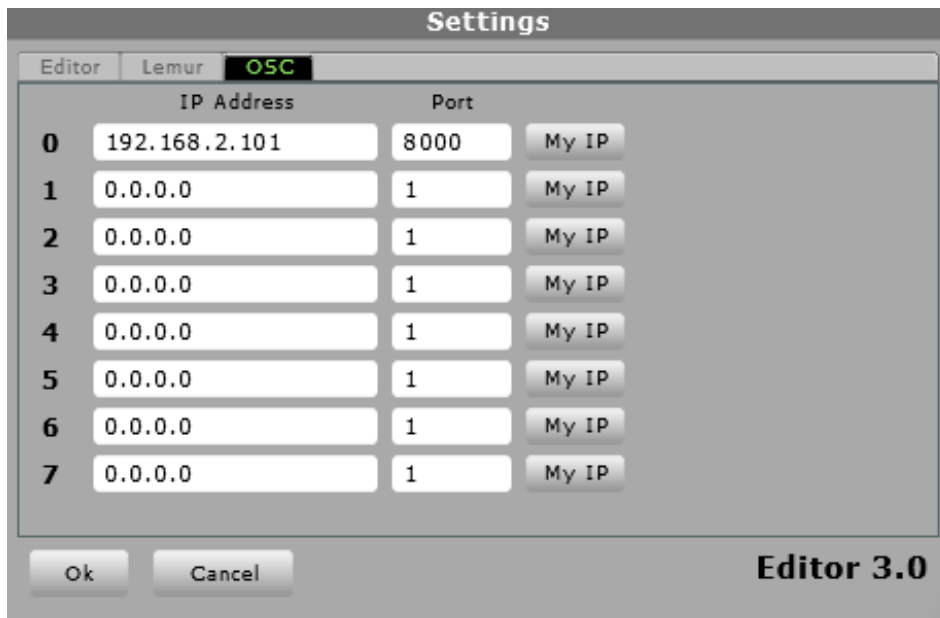 Settings
Editor Lemur OSC
IP Address Port
0 192.168.2.101 8000 My IP
1 0.0.0.0 1 My IP
2 0.0.0.0 1 My IP
3 0.0.0.0 1 My IP
4 0.0.0.0 1 My IP
5 0.0.0.0 1 My IP
6 0.0.0.0 1 My IP
7 0.0.0.0 1 My IP
Ok Cancel Editor 3.0